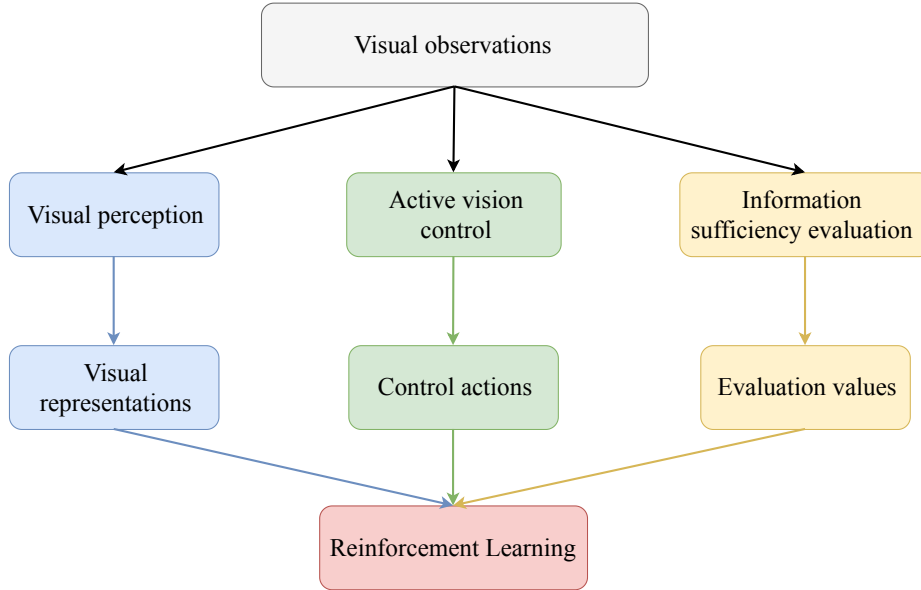 Visual observations
Visual perception
Active vision
control
Information
sufficiency evaluation
Visual
representations
Control actions
Evaluation values
Reinforcement Learning